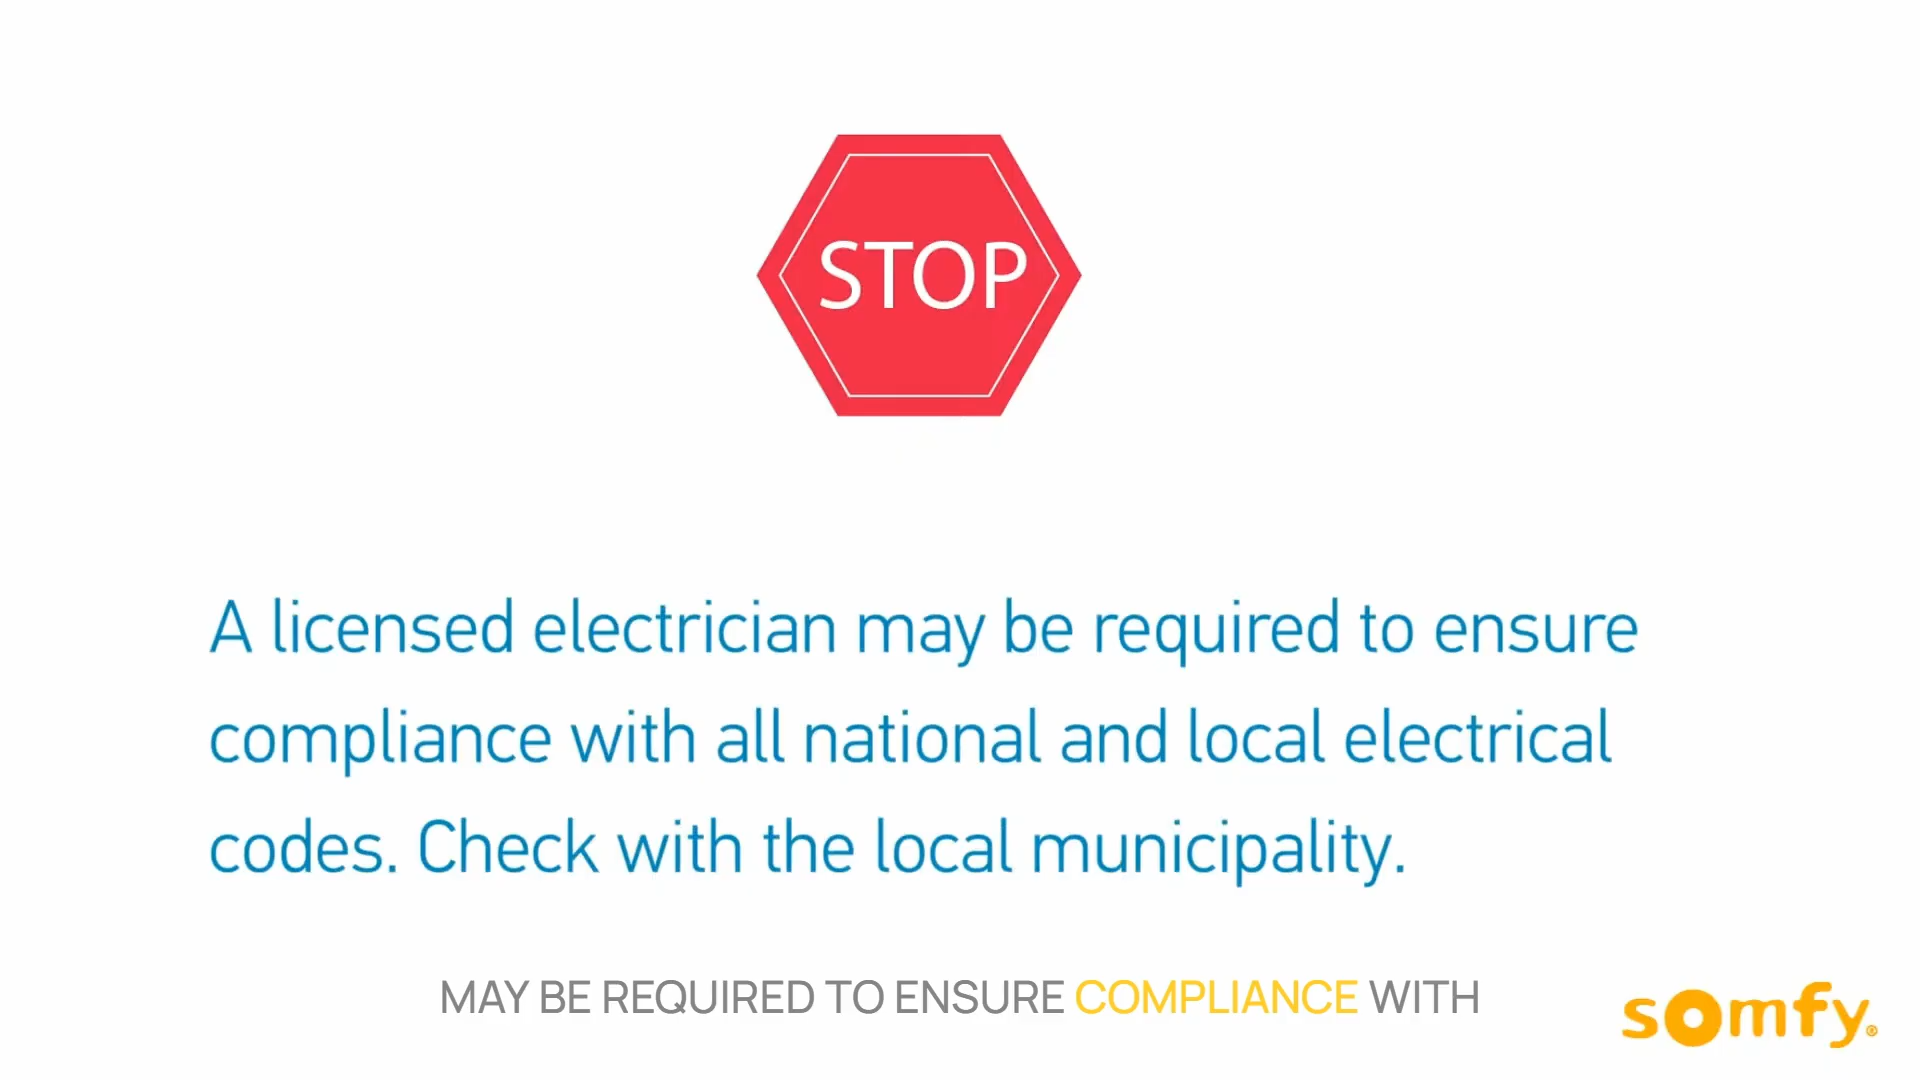 STOP
A licensed electrician may be required to ensure
compliance with all national and local electrical
codes. Check with the local municipality.
MAY BE REQUIRED TO ENSURE COMPLIANCE WITH
somfy®